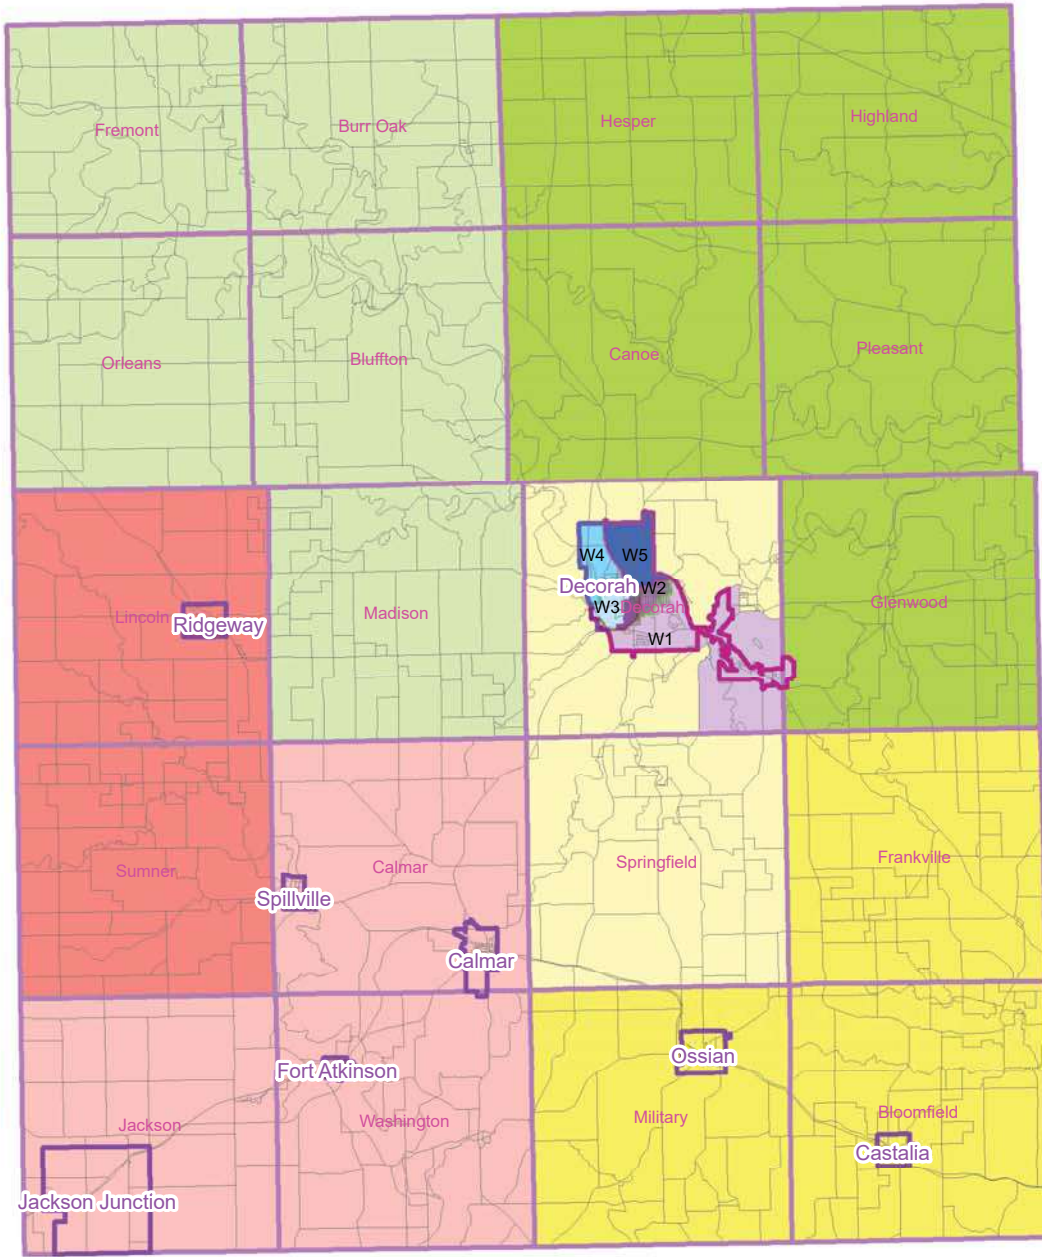 Fremont
Burr Oak
Hesper
Highland
Orleans
Bluffton
Canoe
Pleasant
Lincoln
Ridgeway
Madison
W4
W5
Decorah
W2
W3
Decorah
W1
Glenwood
Sumner
Spillville
Calmar
Calmar
Springfield
Frankville
Jackson
Jackson Junction
Fort Atkinson
Washington
Ossian
Military
Bloomfield
Castalia